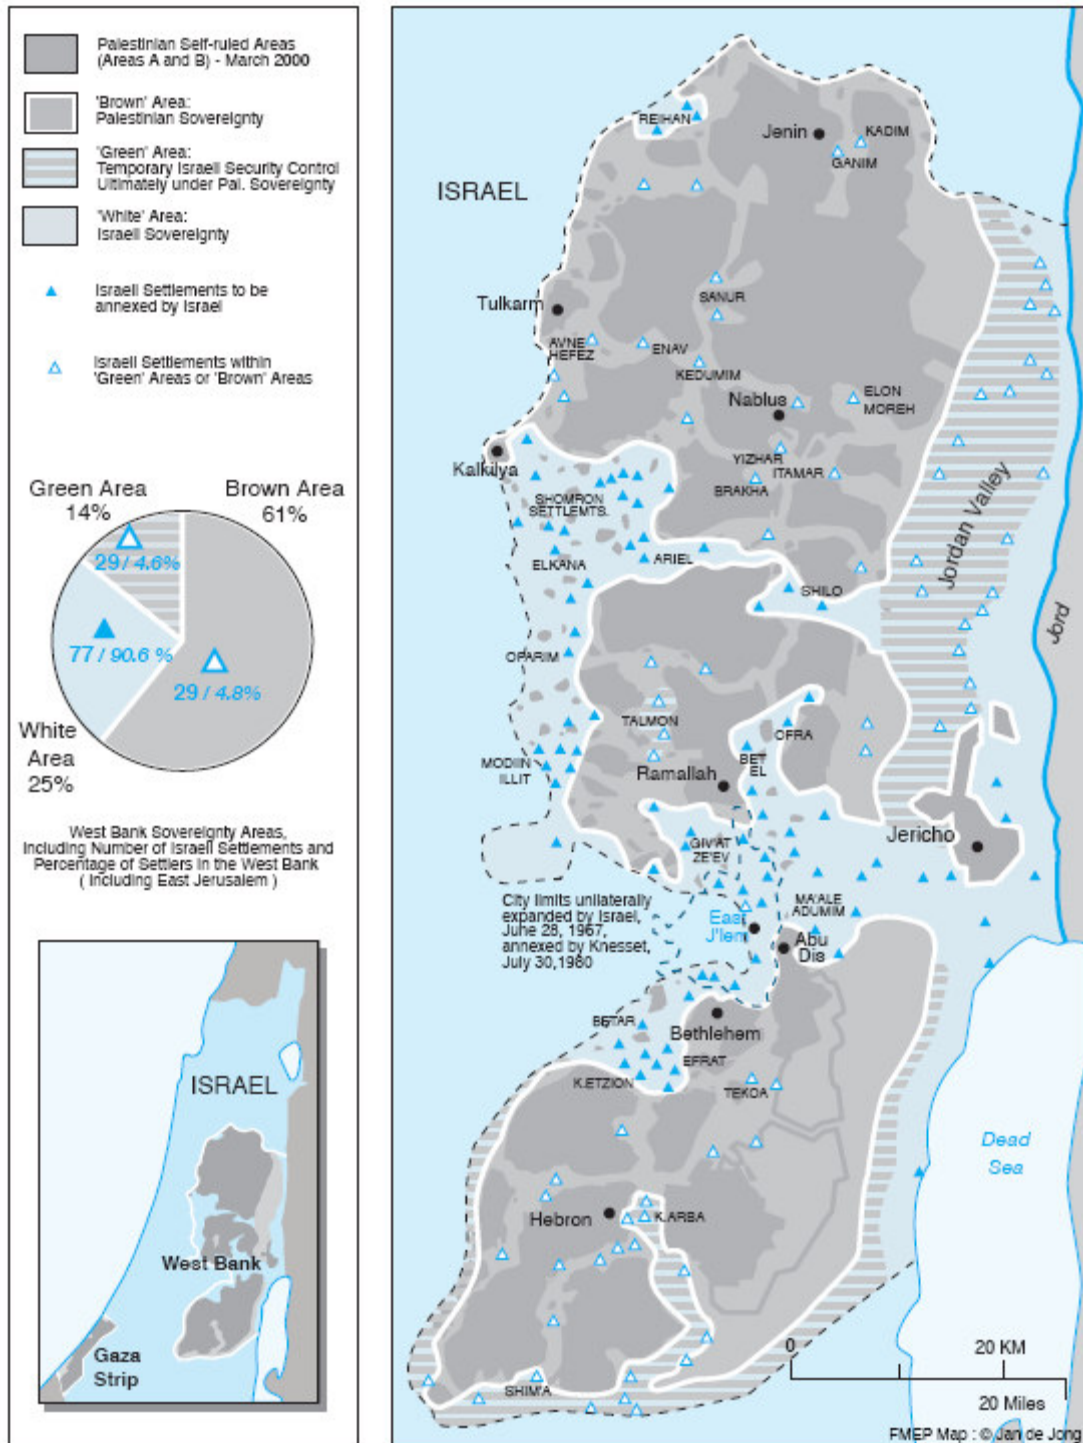 Palestinian Self-ruled Areas
(Areas A and B) - March 2000
'Brown' Area:
Palestinian Sovereignty
'Green' Area:
Temporary Israeli Security Control
Ultimately under Pal. Sovereignty
'White' Area:
Israeli Sovereignty
Israeli Settlements to be
annexed by Israel
Israeli Settlements within
'Green' Areas or 'Brown' Areas
Green Area
14%
Brown Area
61%
29 / 4.6%
77 / 90.6 %
29 / 4.8%
White
Area
25%
West Bank Sovereignty Areas,
Including Number of Israeli Settlements and
Percentage of Settlers in the West Bank
( Including East Jerusalem )
ISRAEL
West Bank
Gaza
Strip
REIHAN
Jenin
KADIM
GANIM
ISRAEL
SANUR
Tulkarm
AVNE
HEFEZ
ENAV
KEDUMIM
Nablus
ELON
MOREH
Kalkilya
YIZHAR
ITAMAR
BRAKHA
SHOMRON
SETTLEMTS.
Jordan Valley
ELKANA
ARIEL
SHILO
Jord
OFARIM
TALMON
OFRA
BET
EL
MODIIN
ILLIT
Ramallah
Jericho
GIV'AT
ZE'EV
City limits unilaterally
expanded by Israel,
June 28, 1967,
annexed by Knesset,
July 30,1980
MA'ALE
ADUMIM
East
J'lem
Abu
Dis
BETAR
Bethlehem
EFRAT
K.ETZION
TEKOA
Dead
Sea
Hebron
K.ARBA
SHIM'A
0
20 KM
20 Miles
FMEP Map : © Jan de Jong